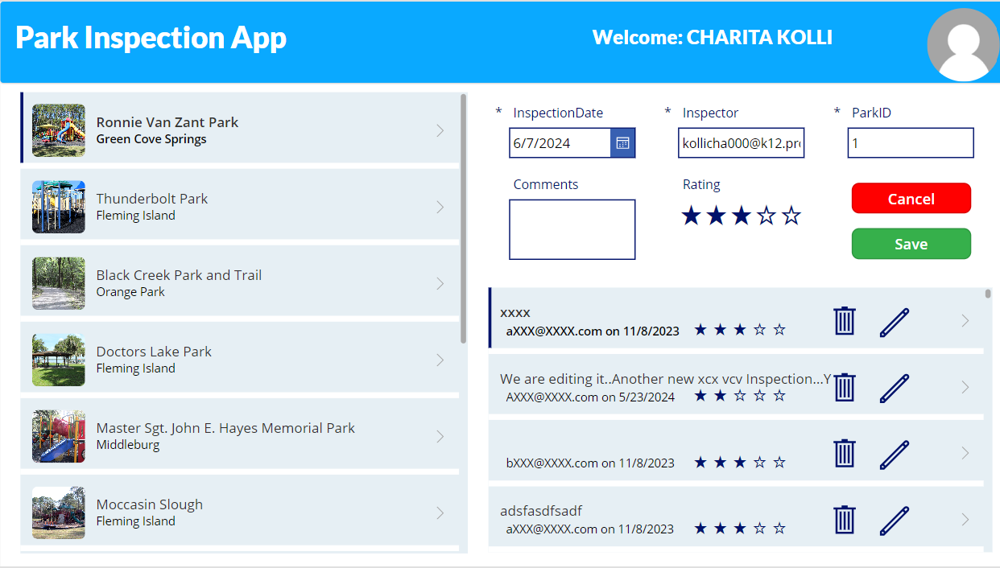 Park Inspection App
Welcome: CHARITA KOLLI
Ronnie Van Zant Park
Green Cove Springs
Thunderbolt Park
Fleming Island
Black Creek Park and Trail
Orange Park
Doctors Lake Park
Fleming Island
Master Sgt. John E. Hayes Memorial Park
Middleburg
Moccasin Slough
Fleming Island
* InspectionDate
* Inspector
* ParkID
6/7/2024
kollicha000@k12.pr
1
Comments
Rating
Cancel
Save
xxxx
aXXX@XXXX.com on 11/8/2023
We are editing it..Another new xcx vcv Inspection...Y
AXXX@XXXX.com on 5/23/2024
bXXX@XXXX.com on 11/8/2023
adsfasdfsadf
aXXX@XXXX.com on 11/8/2023